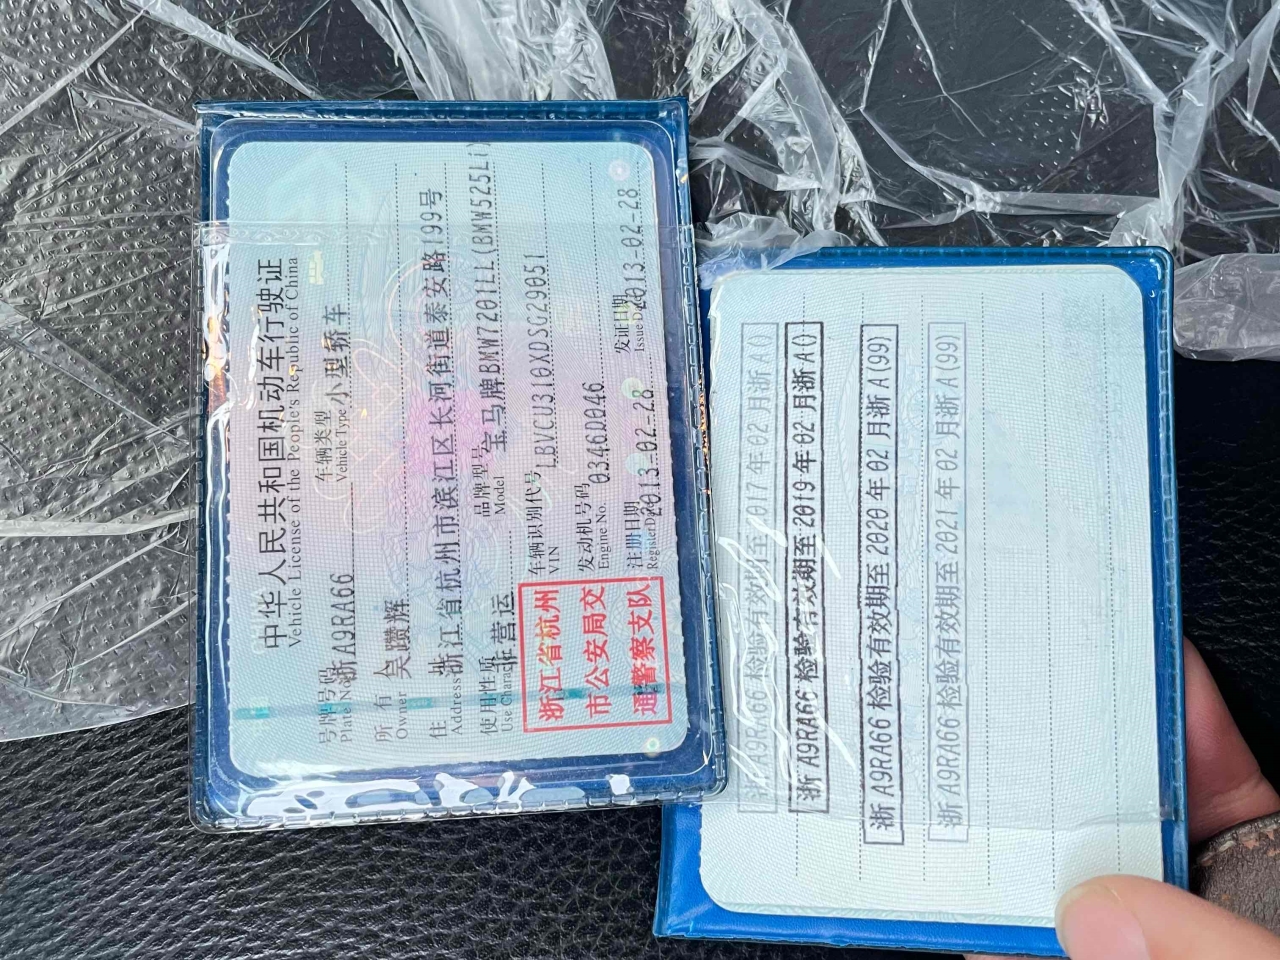 中华人民共和国机动车行驶证
Vehicle License of the People's Republic of China
号牌号码 浙A9RA66 车辆类型 小型轿车
Plate No. Vehicle Type
所有人 吴躜辉
Owner
住址 浙江省杭州市滨江区长河街道泰安路199号
Address
使用性质 非营运 品牌型号 宝马牌BMW7201LL(BMW525Li)
Use Character Model
车辆识别代号 LBVCU310XDSG29051
VIN
发动机号码 0346D046
Engine No.
注册日期 2013-02-28 发证日期 2013-02-28
Register Date Issue Date
浙江省杭州
市公安局交
通警察支队
浙A9RA66 检验有效期至2017年02月浙A()
浙A9RA66 检验有效期至2019年02月浙A()
浙A9RA66 检验有效期至2020年02月浙A(99)
浙A9RA66 检验有效期至2021年02月浙A(99)